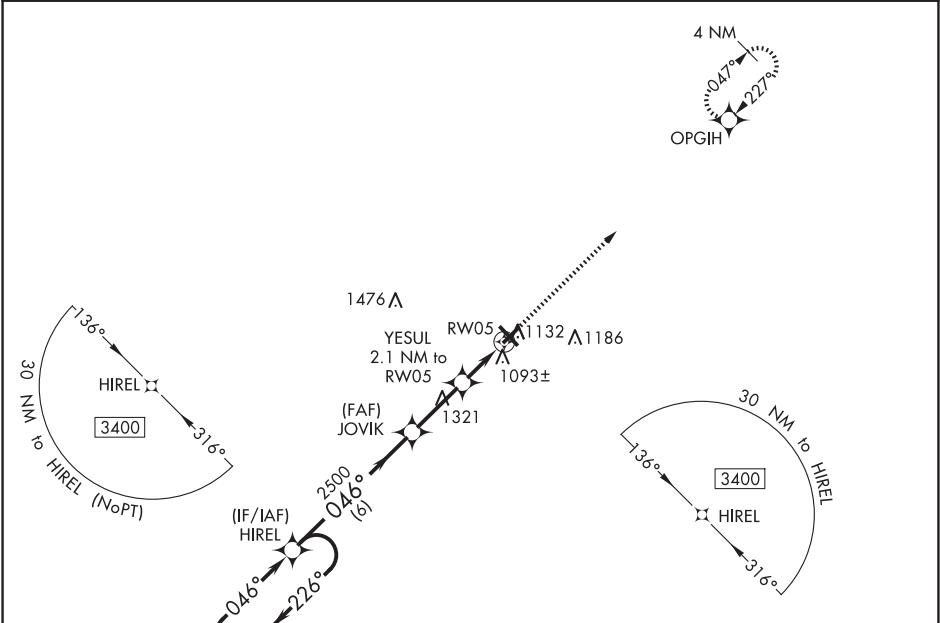 4 NM
047°
227°
OPGIH
1476
RW05
1132
1186
YESUL
2.1 NM to
RW05
1093±
1321
(FAF)
JOVIK
136°
HIREL
3400
316°
30 NM to HIREL (NoPT)
2500
046°
(6)
(IF/IAF)
HIREL
046°
226°
30 NM to HIREL
136°
3400
HIREL
316°